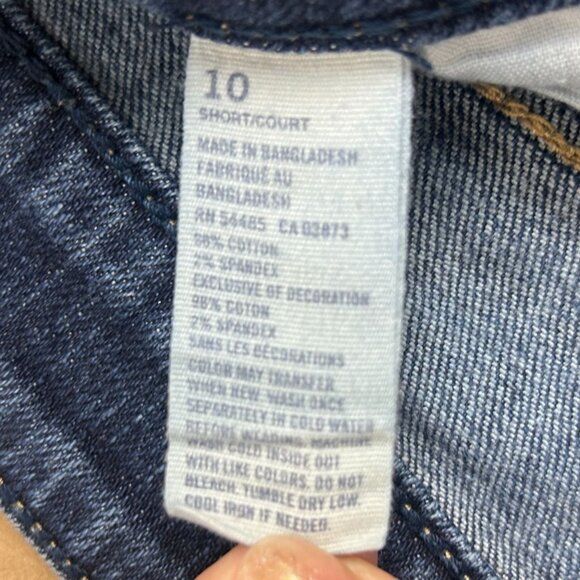 10
SHORT/COURT
MADE IN BANGLADESH
FABRIQUÉ AU
BANGLADESH
RN 54485 CA 03873
98% COTTON
2% SPANDEX
EXCLUSIVE OF DECORATION
98% COTON
2% SPANDEX
SANS LES DÉCORATIONS
COLOR MAY TRANSFER
WHEN NEW. WASH ONCE
SEPARATELY IN COLD WATER
BEFORE WEARING. MACHINE
WASH COLD INSIDE OUT
WITH LIKE COLORS. DO NOT
BLEACH. TUMBLE DRY LOW.
COOL IRON IF NEEDED.